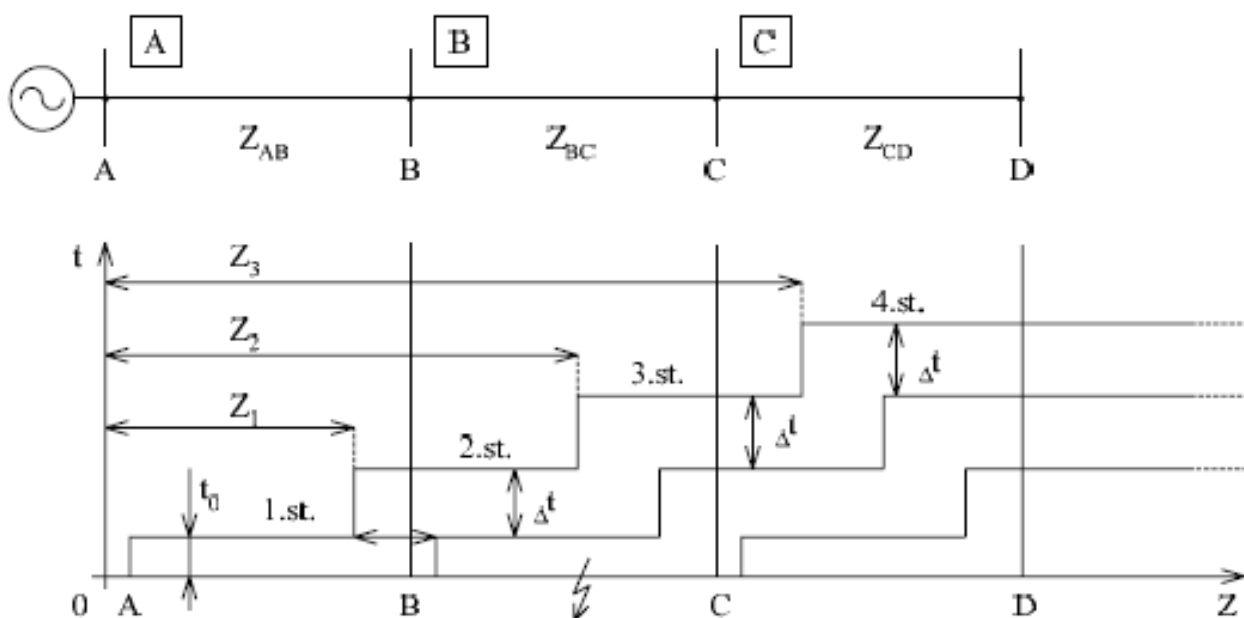 A B C
Z_AB Z_BC Z_CD
A B C D
t
Z_3
4.st.
Z_2
3.st. Δt
Z_1
2.st. Δt
t_0 1.st. Δt
0 A B C D Z